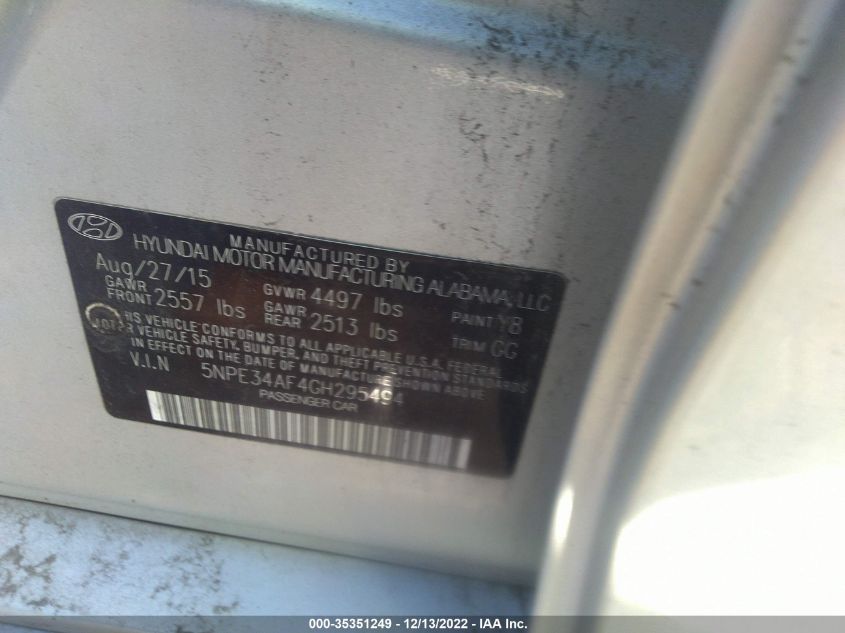 MANUFACTURED BY
HYUNDAI MOTOR MANUFACTURING ALABAMA, LLC
Aug/27/15 GVWR 4497 lbs PAINT Y8
GAWR FRONT 2557 lbs GAWR REAR 2513 lbs TRIM GG
THIS VEHICLE CONFORMS TO ALL APPLICABLE U.S.A. FEDERAL
MOTOR VEHICLE SAFETY, BUMPER, AND THEFT PREVENTION STANDARDS
IN EFFECT ON THE DATE OF MANUFACTURE SHOWN ABOVE
V.I.N 5NPE34AF4GH295494
PASSENGER CAR
000-35351249 - 12/13/2022 - IAA Inc.